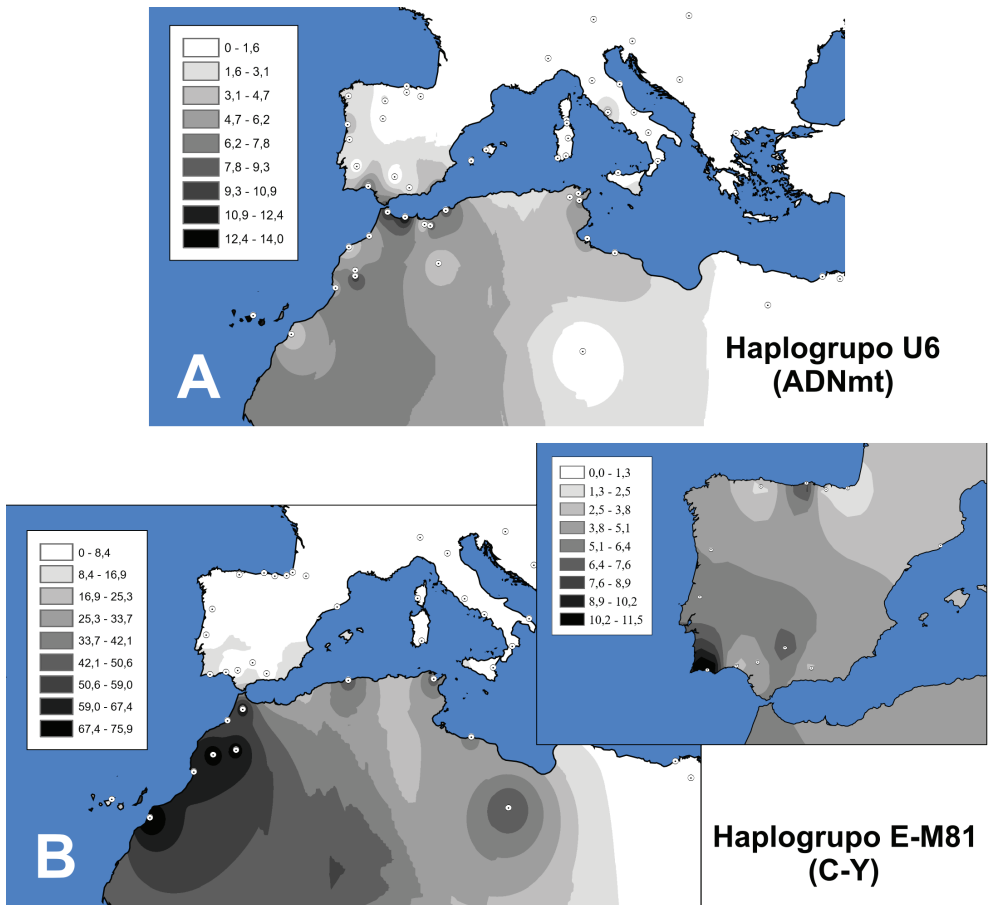 0 - 1,6
1,6 - 3,1
3,1 - 4,7
4,7 - 6,2
6,2 - 7,8
7,8 - 9,3
9,3 - 10,9
10,9 - 12,4
12,4 - 14,0
A
Haplogrupo U6
(ADNmt)
0,0 - 1,3
1,3 - 2,5
2,5 - 3,8
3,8 - 5,1
5,1 - 6,4
6,4 - 7,6
7,6 - 8,9
8,9 - 10,2
10,2 - 11,5
0 - 8,4
8,4 - 16,9
16,9 - 25,3
25,3 - 33,7
33,7 - 42,1
42,1 - 50,6
50,6 - 59,0
59,0 - 67,4
67,4 - 75,9
B
Haplogrupo E-M81
(C-Y)